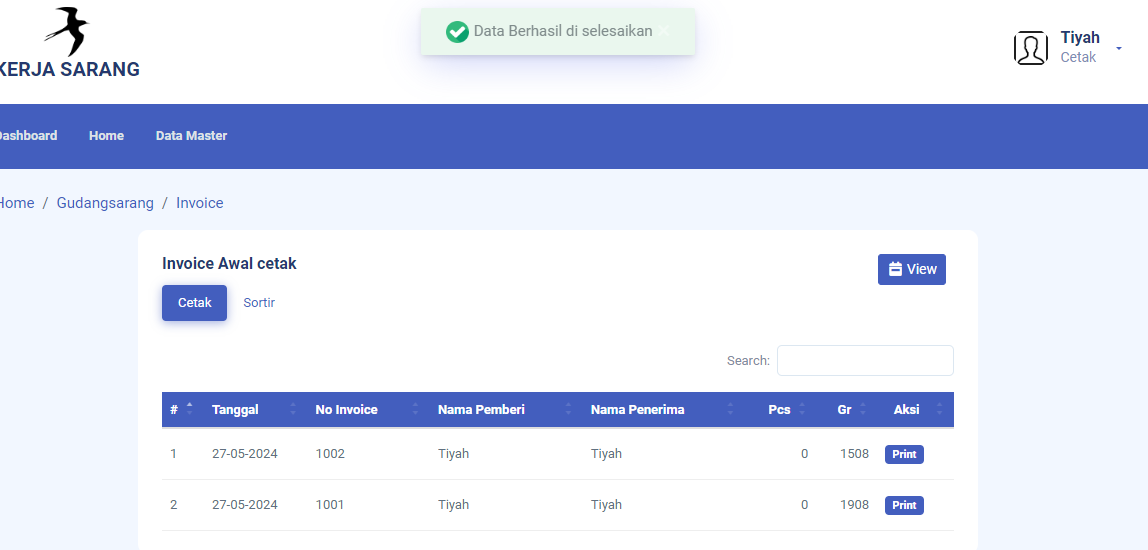 Data Berhasil di selesaikan
Tiyah
Cetak
KERJA SARANG
Dashboard Home Data Master
Home / Gudangsarang / Invoice
Invoice Awal cetak
View
Cetak Sortir
Search:
# Tanggal No Invoice Nama Pemberi Nama Penerima Pcs Gr Aksi
1 27-05-2024 1002 Tiyah Tiyah 0 1508 Print
2 27-05-2024 1001 Tiyah Tiyah 0 1908 Print